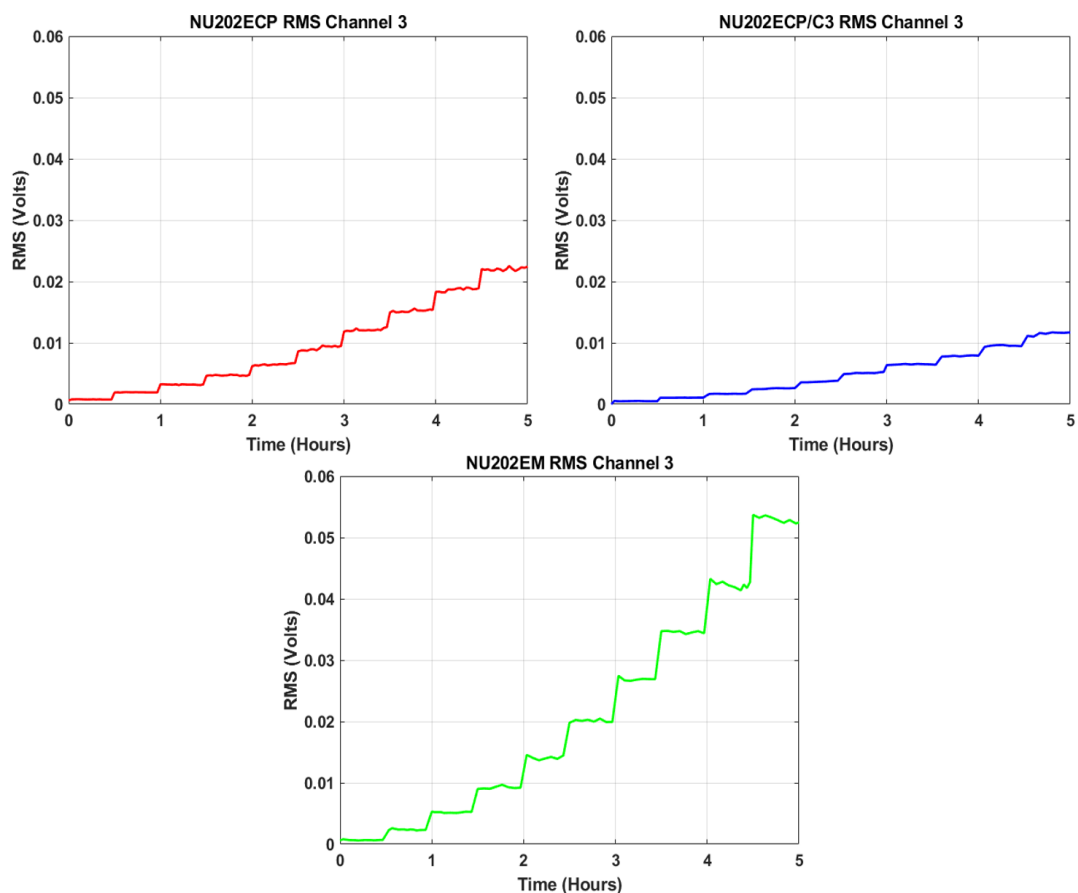 NU202ECP RMS Channel 3
RMS (Volts)
0.06
0.05
0.04
0.03
0.02
0.01
0
0 1 2 3 4 5
Time (Hours)
NU202ECP/C3 RMS Channel 3
RMS (Volts)
0.06
0.05
0.04
0.03
0.02
0.01
0
0 1 2 3 4 5
Time (Hours)
NU202EM RMS Channel 3
RMS (Volts)
0.06
0.05
0.04
0.03
0.02
0.01
0
0 1 2 3 4 5
Time (Hours)